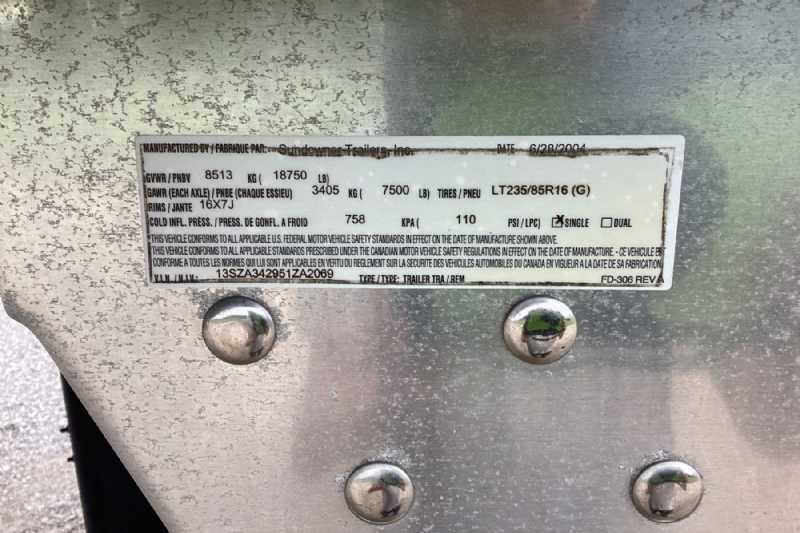 MANUFACTURED BY / FABRIQUE PAR: Sundowner Trailers, Inc. DATE 6/28/2004
GVWR / PNBV 8513 KG ( 18750 LB)
GAWR (EACH AXLE) / PNBE (CHAQUE ESSIEU) 3405 KG ( 7500 LB) TIRES / PNEU LT235/85R16 (G)
RIMS / JANTE 16X7J
COLD INFL. PRESS. / PRESS. DE GONFL. A FROID 758 KPA ( 110 PSI / LPC) X SINGLE DUAL
*THIS VEHICLE CONFORMS TO ALL APPLICABLE U.S. FEDERAL MOTOR VEHICLE SAFETY STANDARDS IN EFFECT ON THE DATE OF MANUFACTURE SHOWN ABOVE.
*THIS VEHICLE CONFORMS TO ALL APPLICABLE STANDARDS PRESCRIBED UNDER THE CANADIAN MOTOR VEHICLE SAFETY REGULATIONS IN EFFECT ON THE DATE OF MANUFACTURE. - CE VEHICULE EST
CONFORME A TOUTES LES NORMES QUI LUI SONT APPLICABLES EN VERTU DU REGLEMENT SUR LA SECURITE DES VEHICULES AUTOMOBILES DU CANADA EN VIGUEUR A LA DATE DE SA FABRICATION
V.I.N. / N.I.V.: 13SZA342951ZA2069 TYPE / TYPE: TRAILER TRA / REM FD-306 REV A